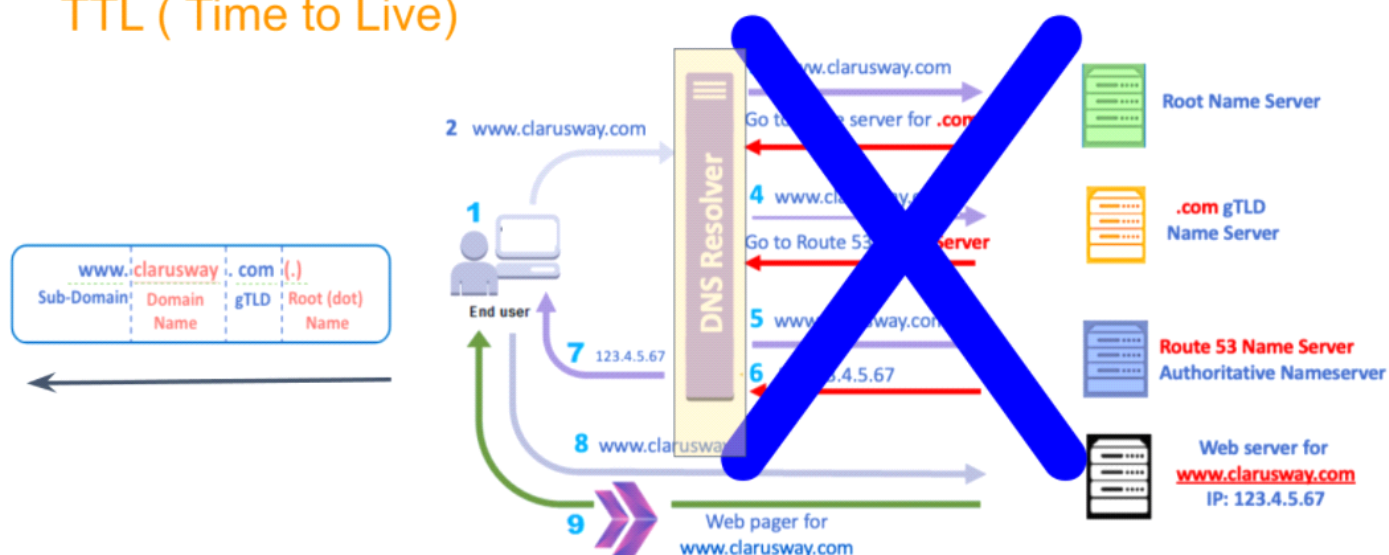 TTL ( Time to Live)
www. clarusway . com (.)
Sub-Domain Domain Name gTLD Root (dot) Name
1
End user
2 www.clarusway.com
DNS Resolver
w.clarusway.com
Go to server for .com
4 www.cl
Go to Route 53 server
5 www way.com
6 .4.5.67
7 123.4.5.67
8 www.clarusway
9
Web pager for
www.clarusway.com
Root Name Server
.com gTLD
Name Server
Route 53 Name Server
Authoritative Nameserver
Web server for
www.clarusway.com
IP: 123.4.5.67